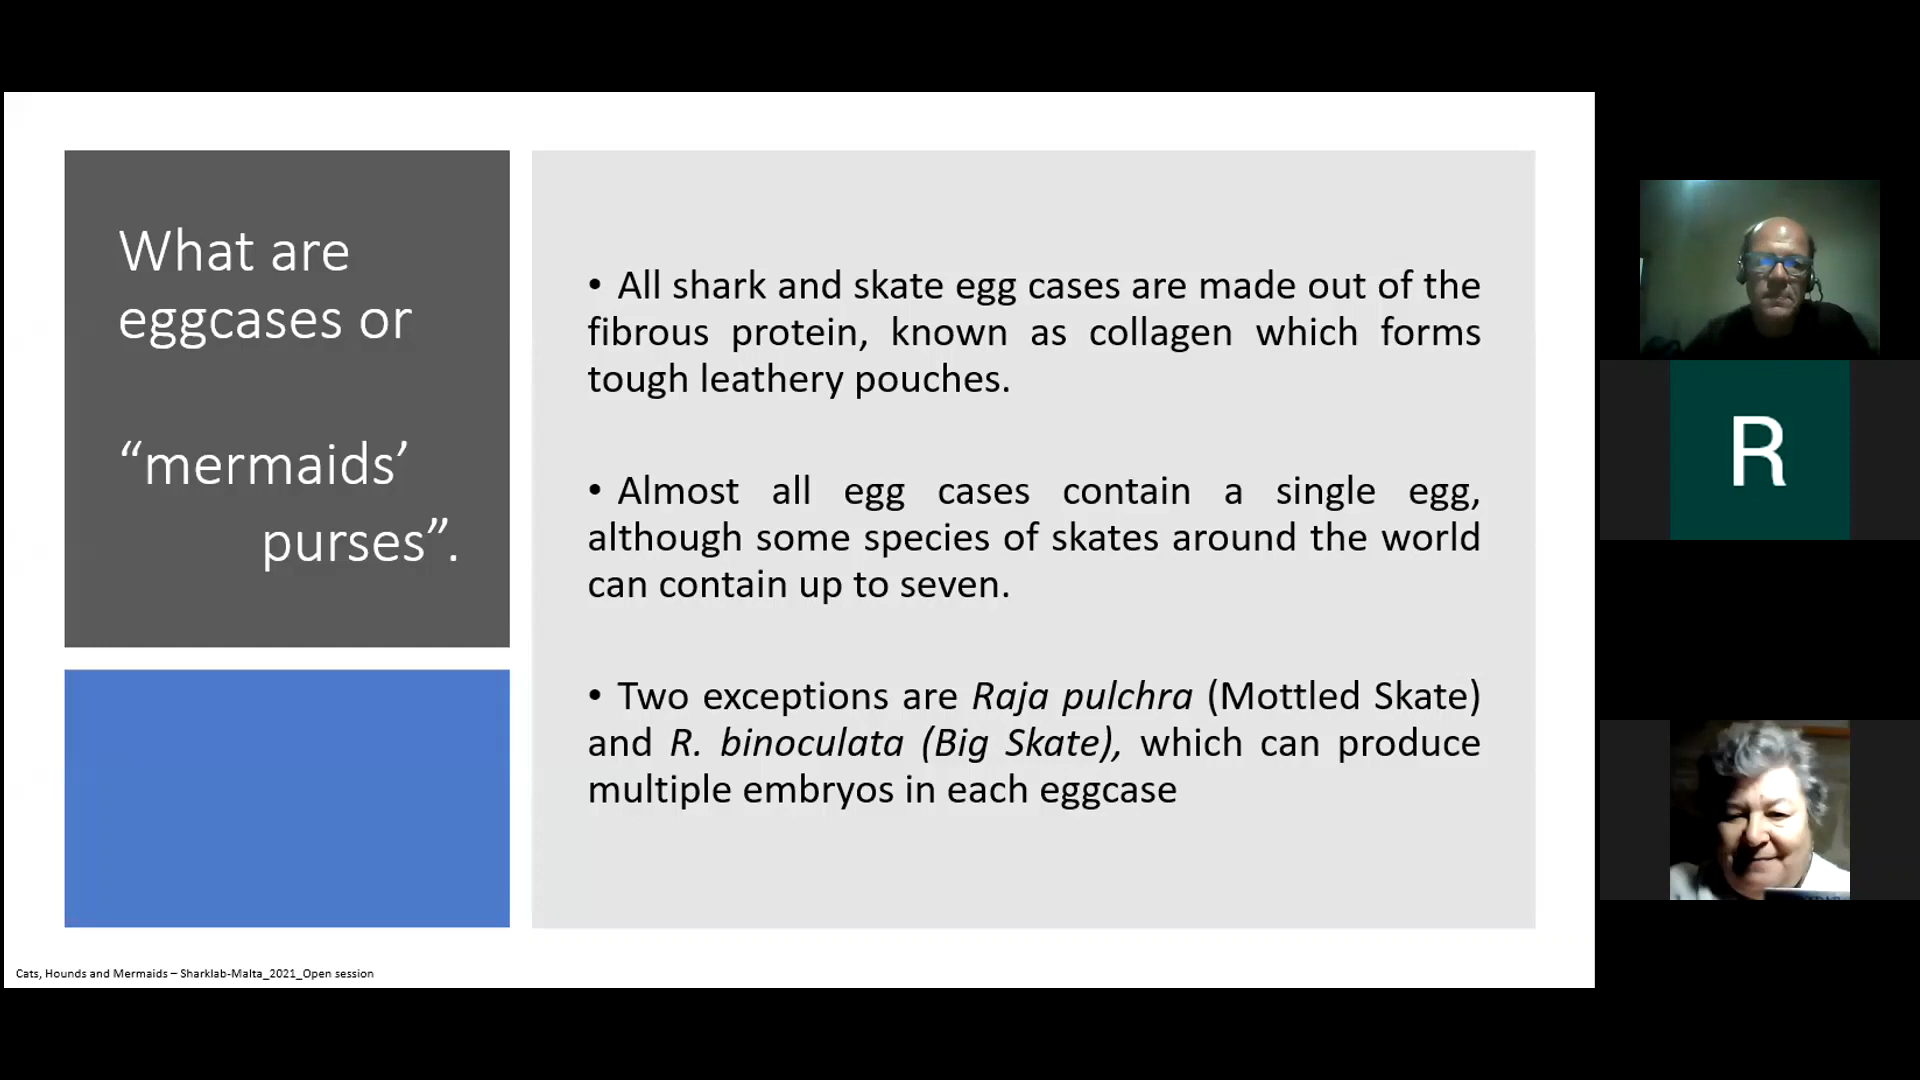 What are
eggcases or
“mermaids’
purses”.
• All shark and skate egg cases are made out of the
fibrous protein, known as collagen which forms
tough leathery pouches.
• Almost all egg cases contain a single egg,
although some species of skates around the world
can contain up to seven.
• Two exceptions are Raja pulchra (Mottled Skate)
and R. binoculata (Big Skate), which can produce
multiple embryos in each eggcase
Cats, Hounds and Mermaids – Sharklab-Malta_2021_Open session
R